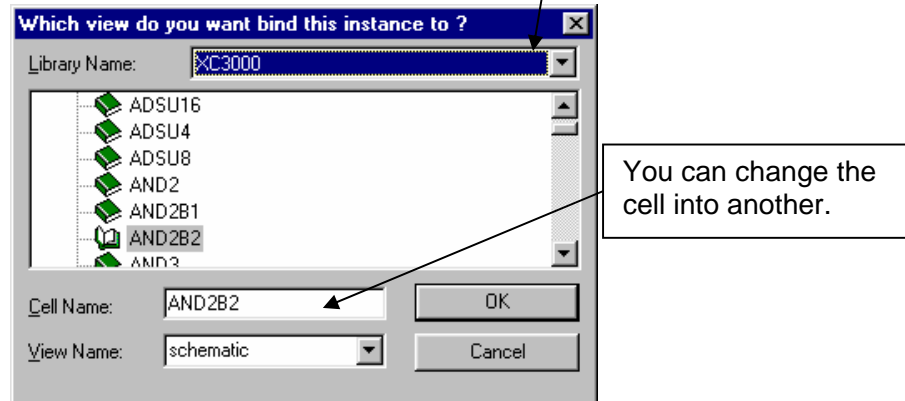 Which view do you want bind this instance to ?
Library Name: XC3000
ADSU16
ADSU4
ADSU8
AND2
AND2B1
AND2B2
AND3
You can change the
cell into another.
Cell Name: AND2B2 OK
View Name: schematic Cancel